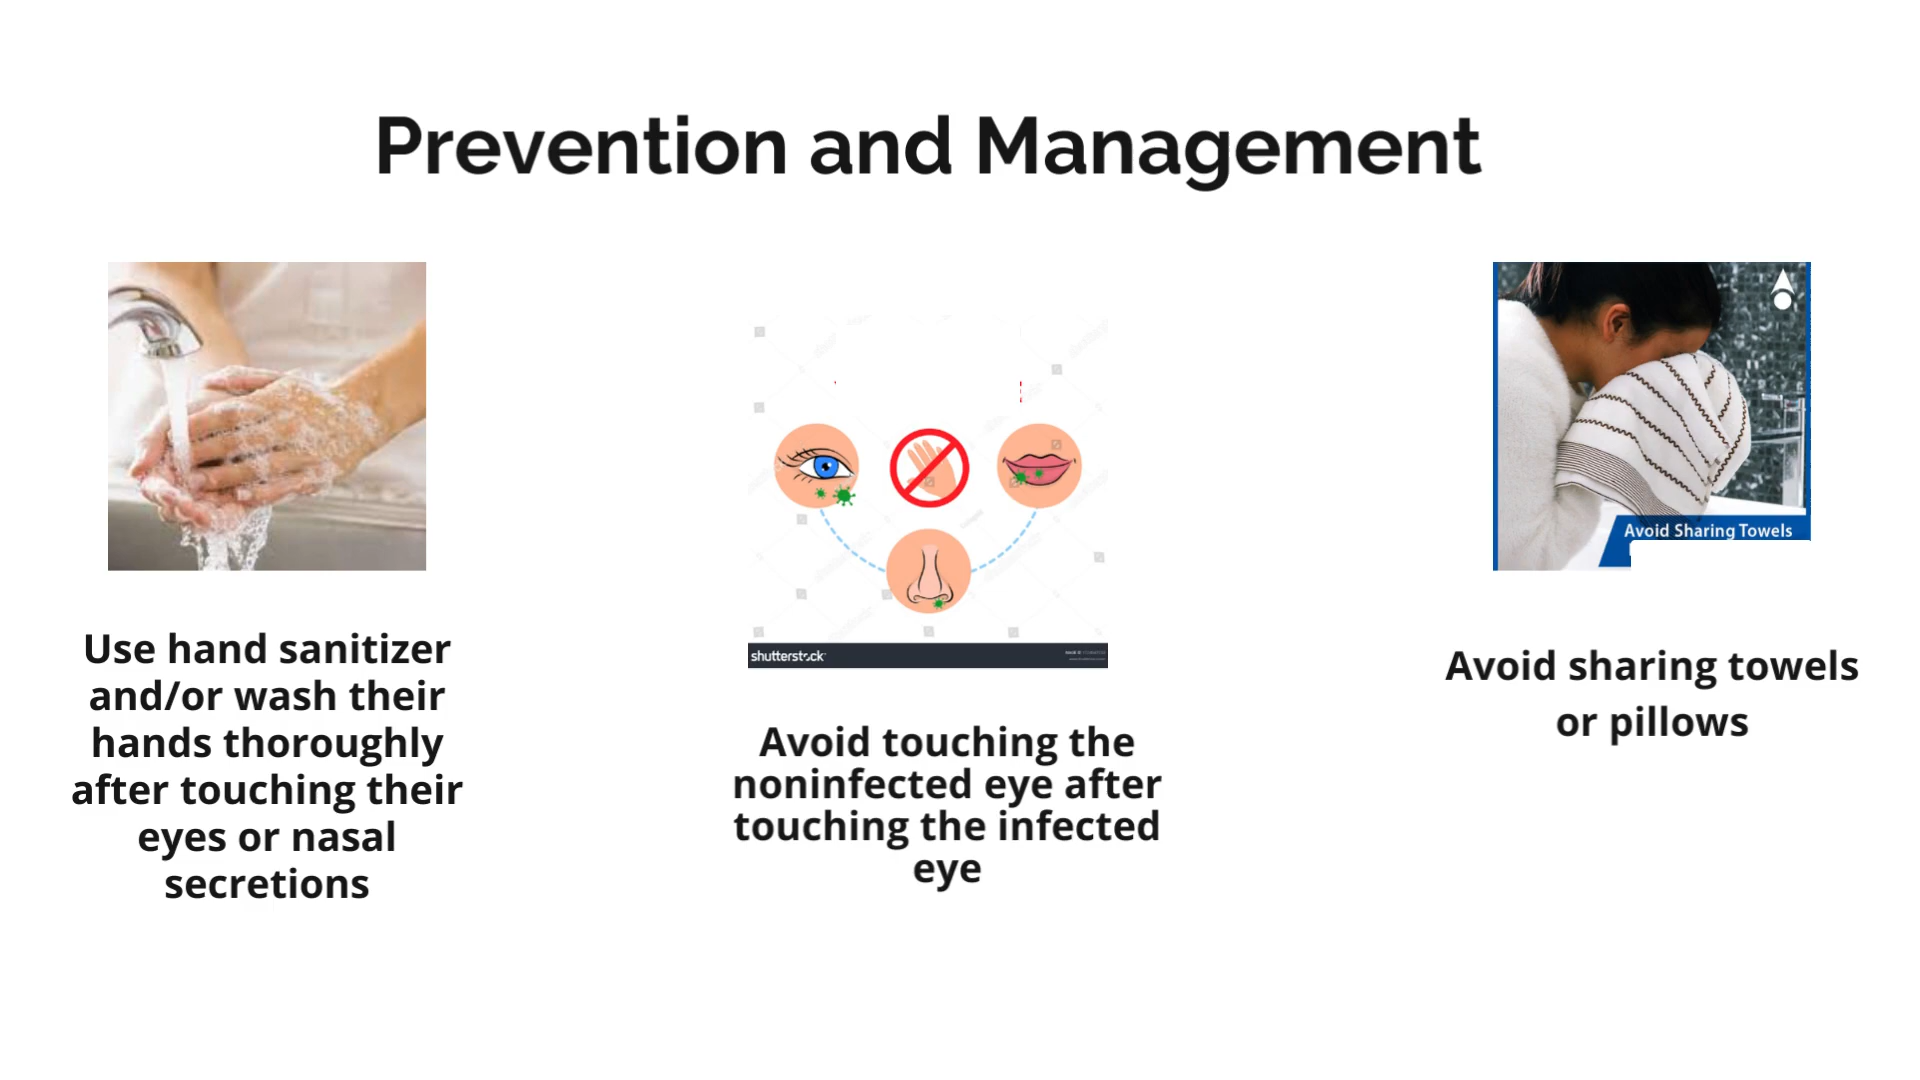 Prevention and Management
Use hand sanitizer
and/or wash their
hands thoroughly
after touching their
eyes or nasal
secretions
shutterstock
Avoid touching the
noninfected eye after
touching the infected
eye
Avoid Sharing Towels
Avoid sharing towels
or pillows